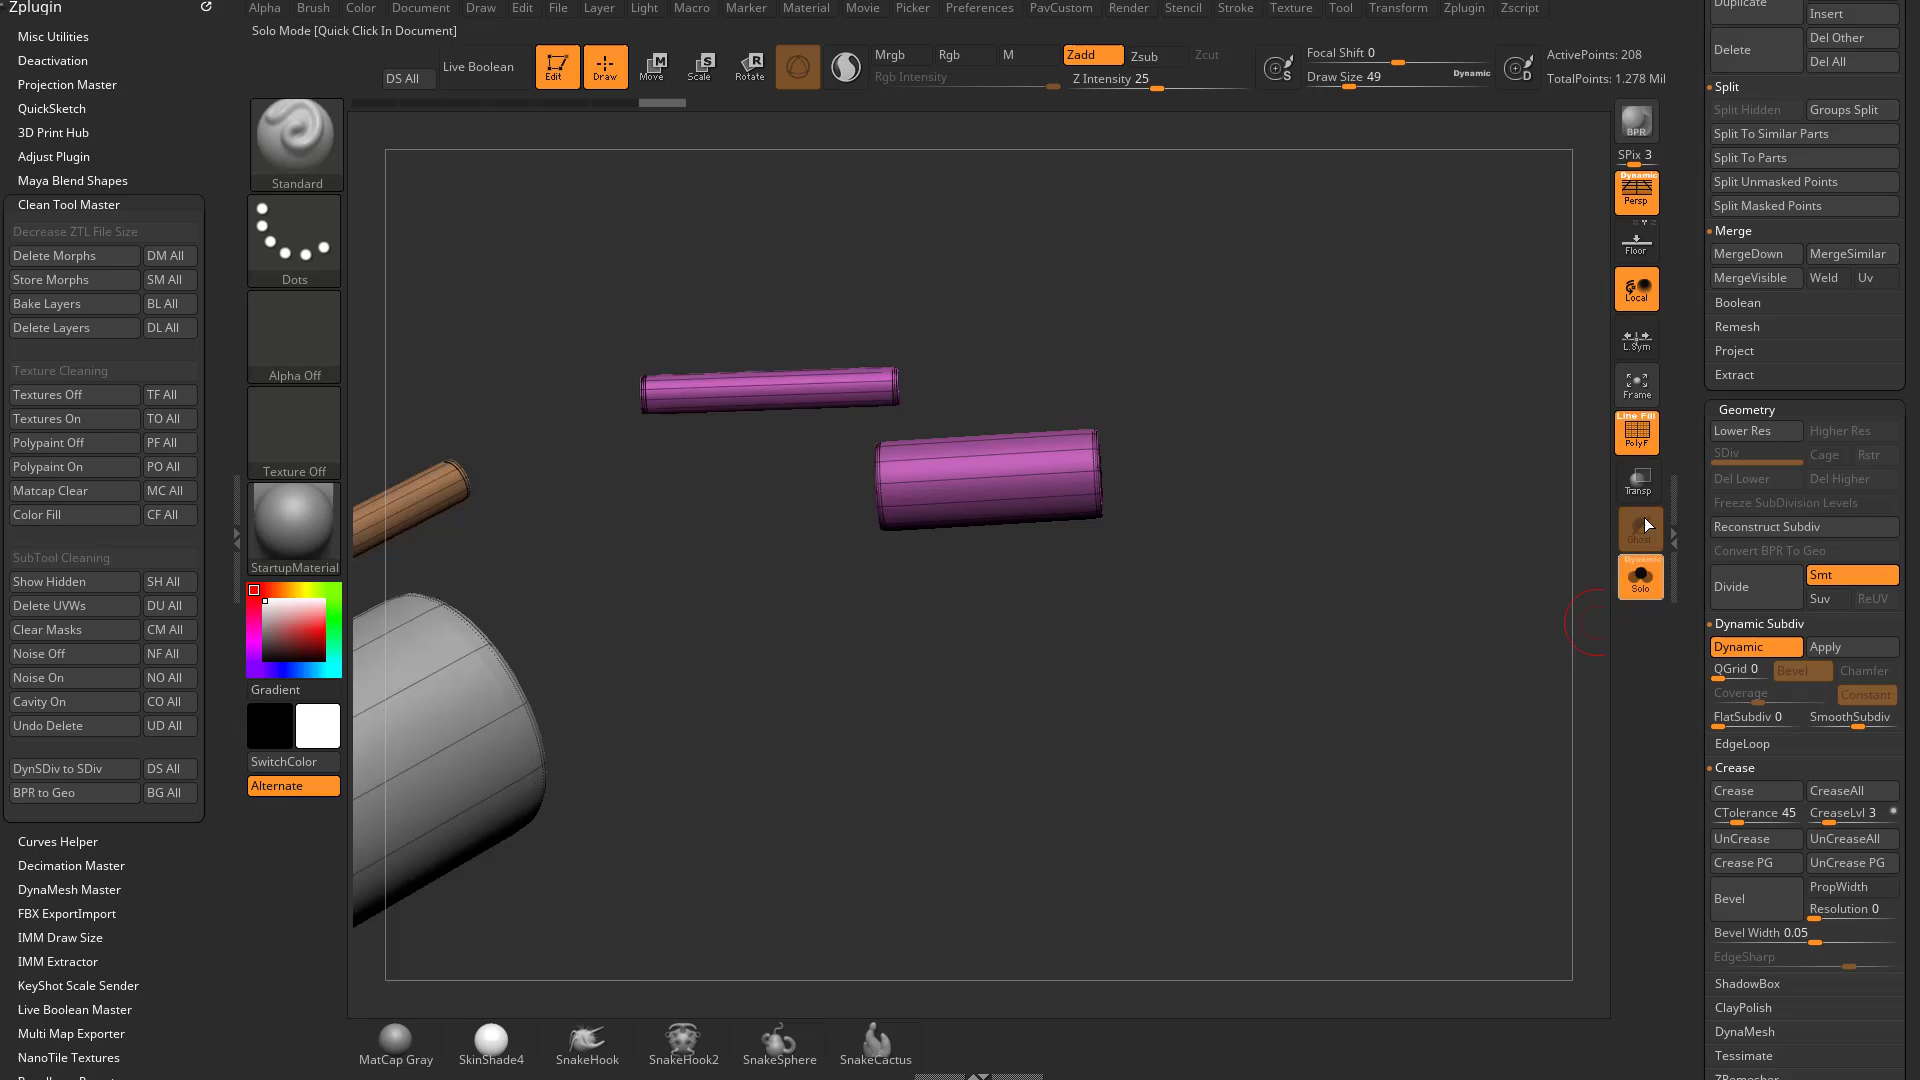 Zplugin
Misc Utilities
Deactivation
Projection Master
QuickSketch
3D Print Hub
Adjust Plugin
Maya Blend Shapes
Clean Tool Master
Decrease ZTL File Size
Delete Morphs DM All
Store Morphs SM All
Bake Layers BL All
Delete Layers DL All
Texture Cleaning
Textures Off TF All
Textures On TO All
Polypaint Off PF All
Polypaint On PO All
Matcap Clear MC All
Color Fill CF All
SubTool Cleaning
Show Hidden SH All
Delete UVWs DU All
Clear Masks CM All
Noise Off NF All
Noise On NO All
Cavity On CO All
Undo Delete UD All
DynSDiv to SDiv DS All
BPR to Geo BG All
Curves Helper
Decimation Master
DynaMesh Master
FBX ExportImport
IMM Draw Size
IMM Extractor
KeyShot Scale Sender
Live Boolean Master
Multi Map Exporter
NanoTile Textures
Alpha Brush Color Document Draw Edit File Layer Light Macro Marker Material Movie Picker Preferences PavCustom Render Stencil Stroke Texture Tool Transform Zplugin Zscript
Solo Mode [Quick Click In Document]
DS All
Live Boolean
Edit
Draw
Move
Scale
Rotate
Mrgb Rgb M
Rgb Intensity
Zadd Zsub Zcut
Z Intensity 25
S
Focal Shift 0
Draw Size 49
Dynamic
D
ActivePoints: 208
TotalPoints: 1.278 Mil
Standard
Dots
Alpha Off
Texture Off
StartupMaterial
Gradient
SwitchColor
Alternate
MatCap Gray
SkinShade4
SnakeHook
SnakeHook2
SnakeSphere
SnakeCactus
BPR
SPix 3
Dynamic
Persp
Floor
Local
L.Sym
Frame
Line Fill
PolyF
Transp
Ghost
Dynamic
Solo
Duplicate
Insert
Delete
Del Other
Del All
Split
Split Hidden Groups Split
Split To Similar Parts
Split To Parts
Split Unmasked Points
Split Masked Points
Merge
MergeDown MergeSimilar
MergeVisible Weld Uv
Boolean
Remesh
Project
Extract
Geometry
Lower Res Higher Res
SDiv Cage Rstr
Del Lower Del Higher
Freeze SubDivision Levels
Reconstruct Subdiv
Convert BPR To Geo
Divide
Smt
Suv ReUV
Dynamic Subdiv
Dynamic Apply
QGrid 0 Bevel Chamfer
Coverage Constant
FlatSubdiv 0 SmoothSubdiv
EdgeLoop
Crease
Crease CreaseAll
CTolerance 45 CreaseLvl 3
UnCrease UnCreaseAll
Crease PG UnCrease PG
Bevel
PropWidth
Resolution 0
Bevel Width 0.05
EdgeSharp
ShadowBox
ClayPolish
DynaMesh
Tessimate